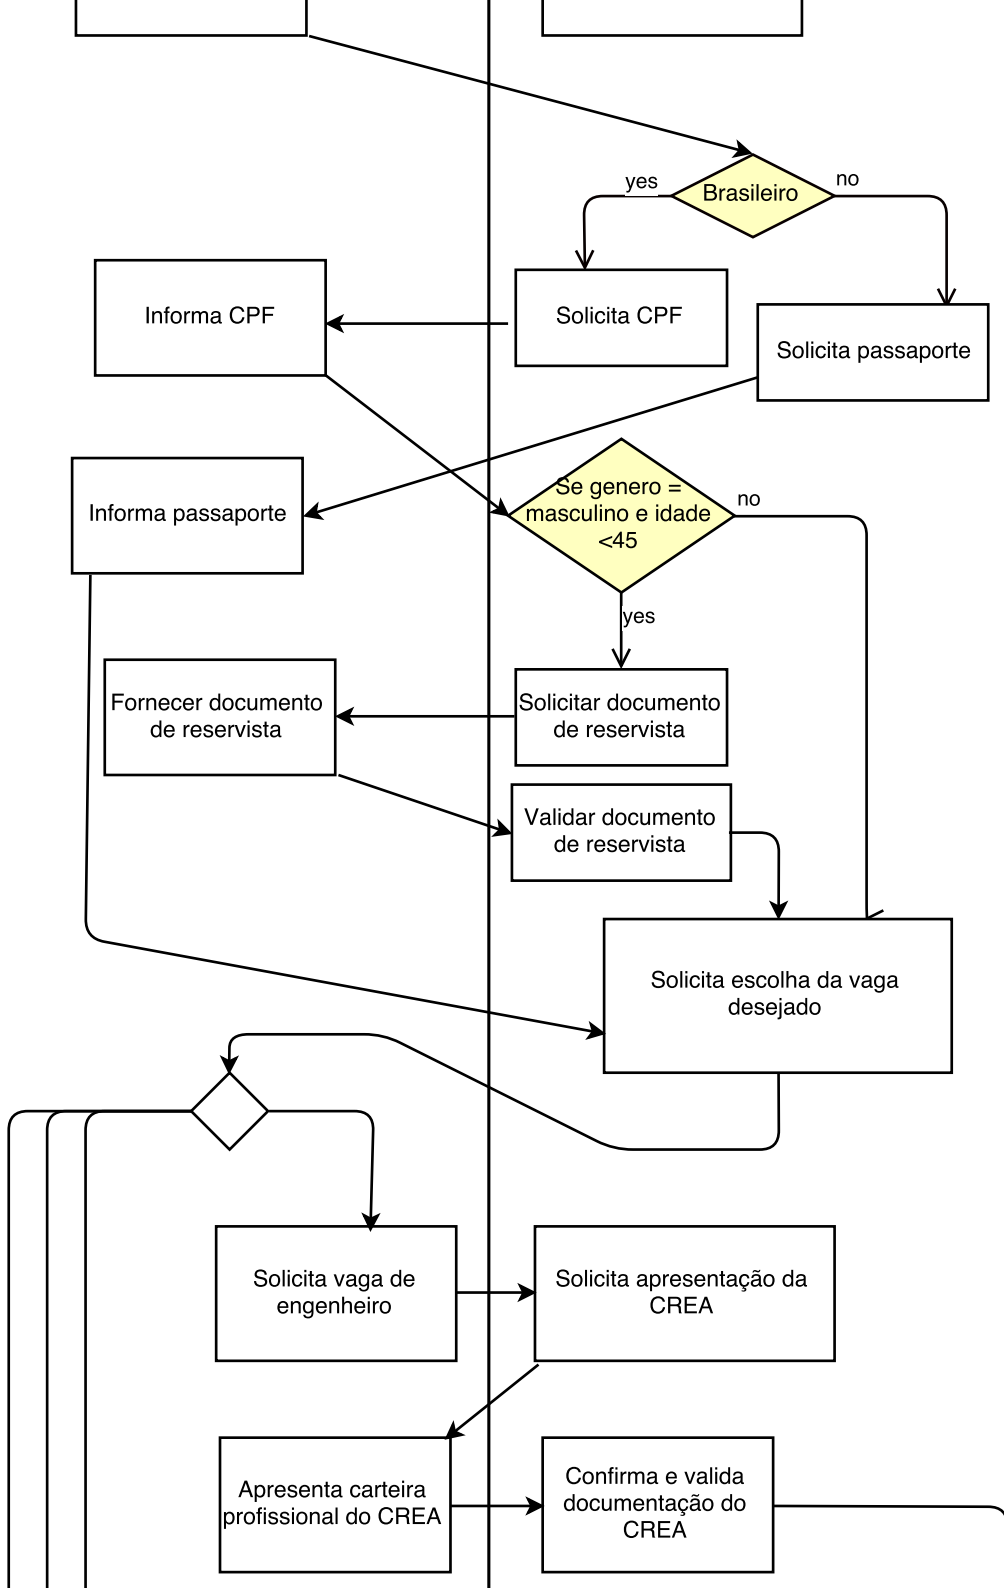 yes
Brasileiro
no
Informa CPF
Solicita CPF
Solicita passaporte
Informa passaporte
Se genero =
masculino e idade
<45
no
yes
Fornecer documento
de reservista
Solicitar documento
de reservista
Validar documento
de reservista
Solicita escolha da vaga
desejado
Solicita vaga de
engenheiro
Solicita apresentação da
CREA
Apresenta carteira
profissional do CREA
Confirma e valida
documentação do
CREA